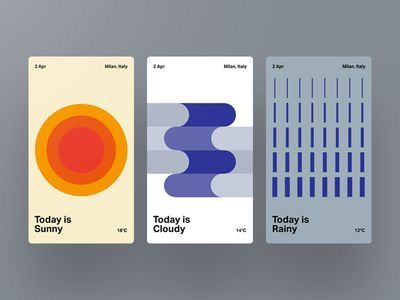 2 Apr
Milan, Italy
Today is
Sunny
18°C
2 Apr
Milan, Italy
Today is
Cloudy
14°C
2 Apr
Milan, Italy
Today is
Rainy
12°C